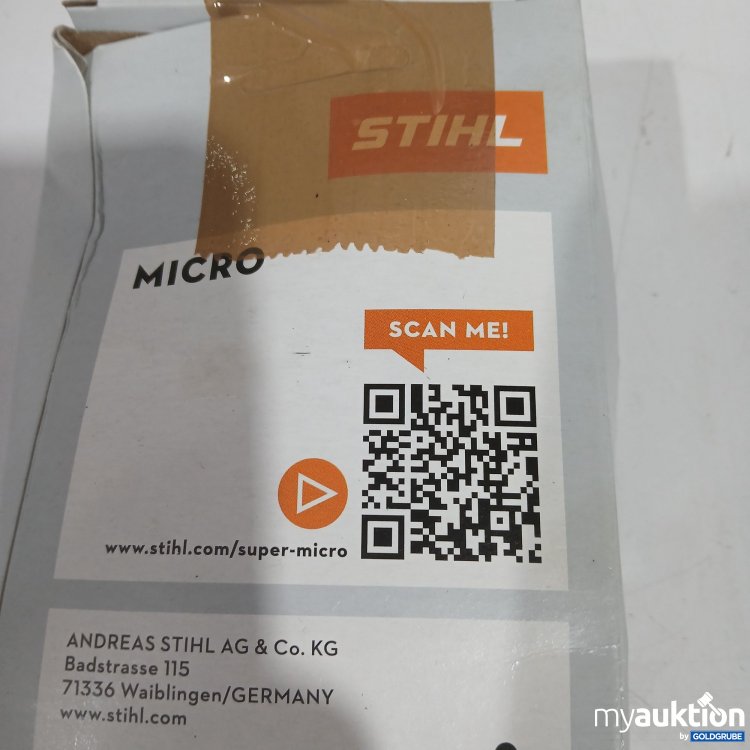 STIHL
MICRO
SCAN ME!
www.stihl.com/super-micro
ANDREAS STIHL AG & Co. KG
Badstrasse 115
71336 Waiblingen/GERMANY
www.stihl.com
myauktion
by GOLDGRUBE